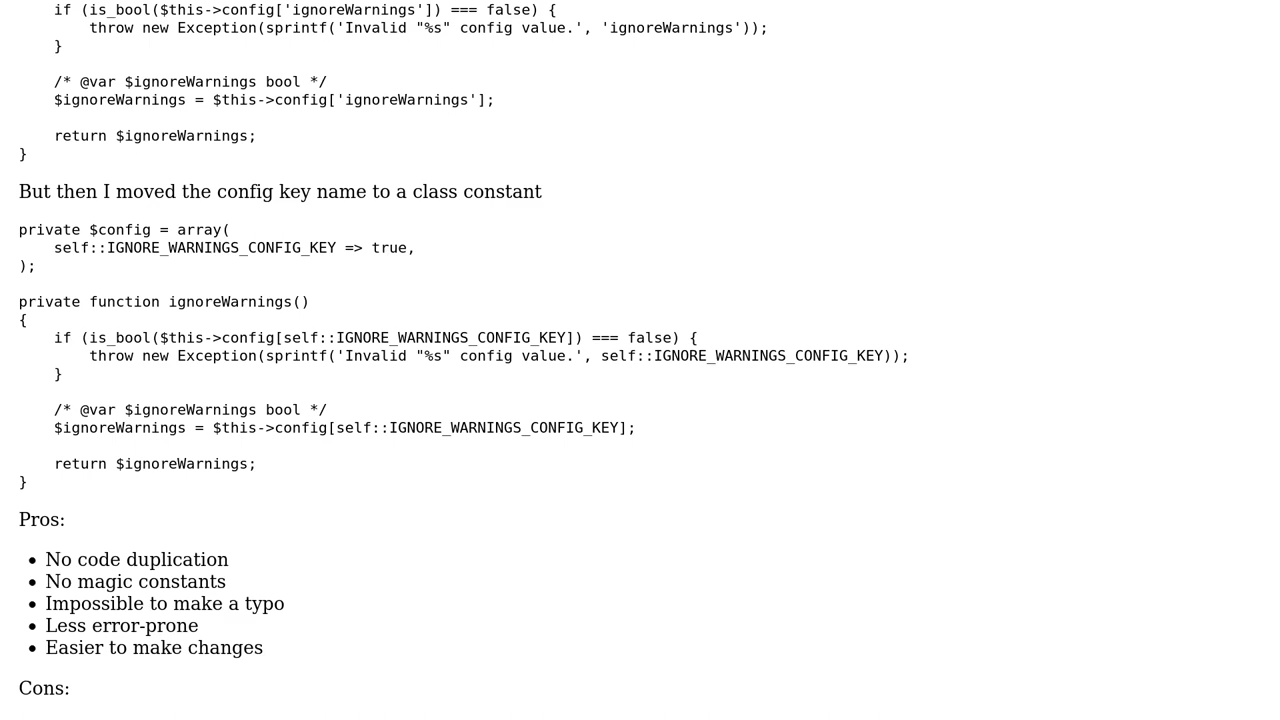 if (is_bool($this->config['ignoreWarnings']) === false) {
        throw new Exception(sprintf('Invalid "%s" config value.', 'ignoreWarnings'));
    }

    /* @var $ignoreWarnings bool */
    $ignoreWarnings = $this->config['ignoreWarnings'];

    return $ignoreWarnings;
}
But then I moved the config key name to a class constant
private $config = array(
    self::IGNORE_WARNINGS_CONFIG_KEY => true,
);

private function ignoreWarnings()
{
    if (is_bool($this->config[self::IGNORE_WARNINGS_CONFIG_KEY]) === false) {
        throw new Exception(sprintf('Invalid "%s" config value.', self::IGNORE_WARNINGS_CONFIG_KEY));
    }

    /* @var $ignoreWarnings bool */
    $ignoreWarnings = $this->config[self::IGNORE_WARNINGS_CONFIG_KEY];

    return $ignoreWarnings;
}
Pros:
• No code duplication
• No magic constants
• Impossible to make a typo
• Less error-prone
• Easier to make changes
Cons: